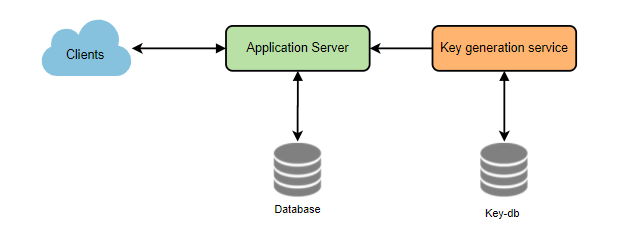 Clients
Application Server
Key generation service
Database
Key-db